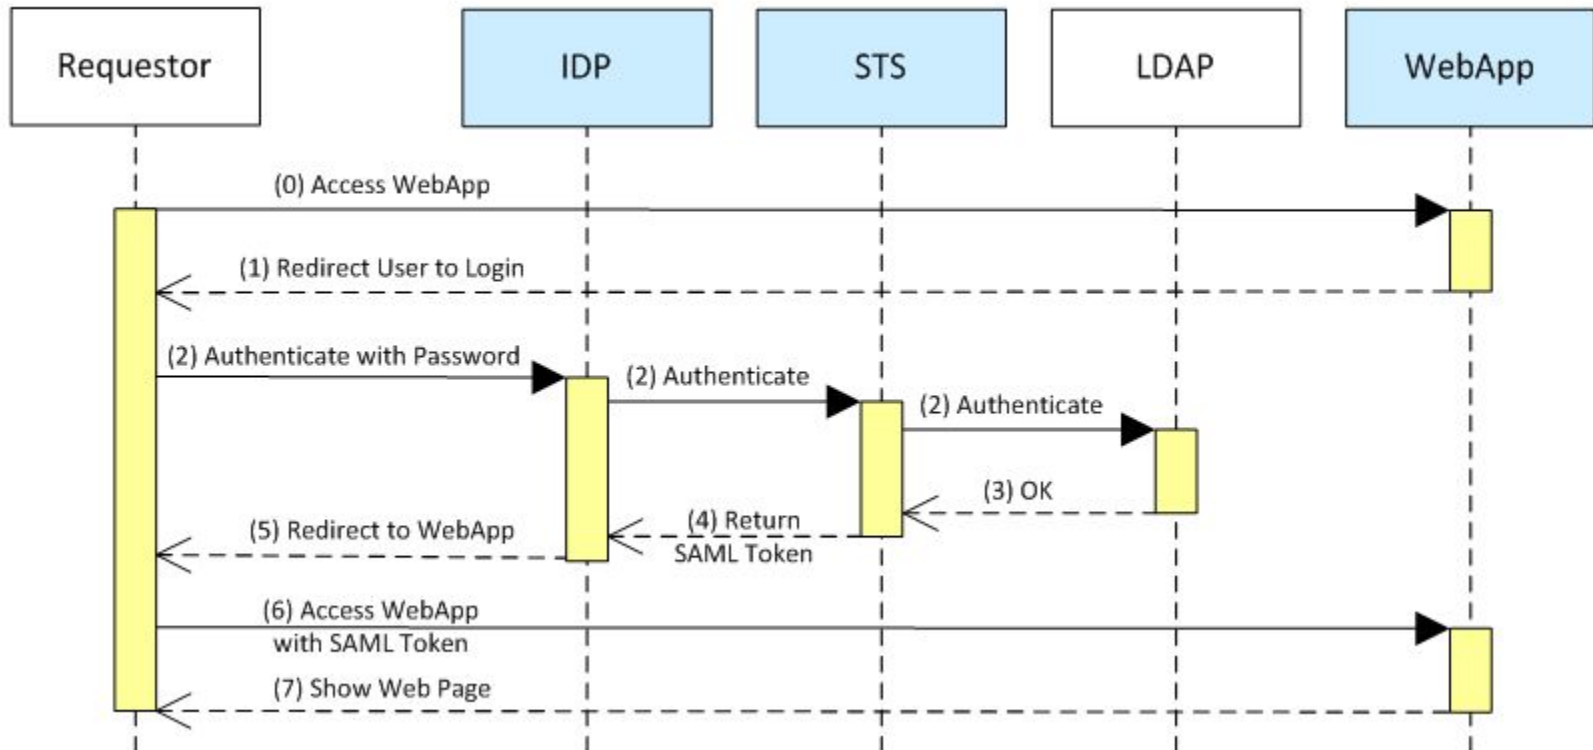 Requestor
IDP
STS
LDAP
WebApp
(0) Access WebApp
(1) Redirect User to Login
(2) Authenticate with Password
(2) Authenticate
(2) Authenticate
(3) OK
(4) Return
SAML Token
(5) Redirect to WebApp
(6) Access WebApp
with SAML Token
(7) Show Web Page